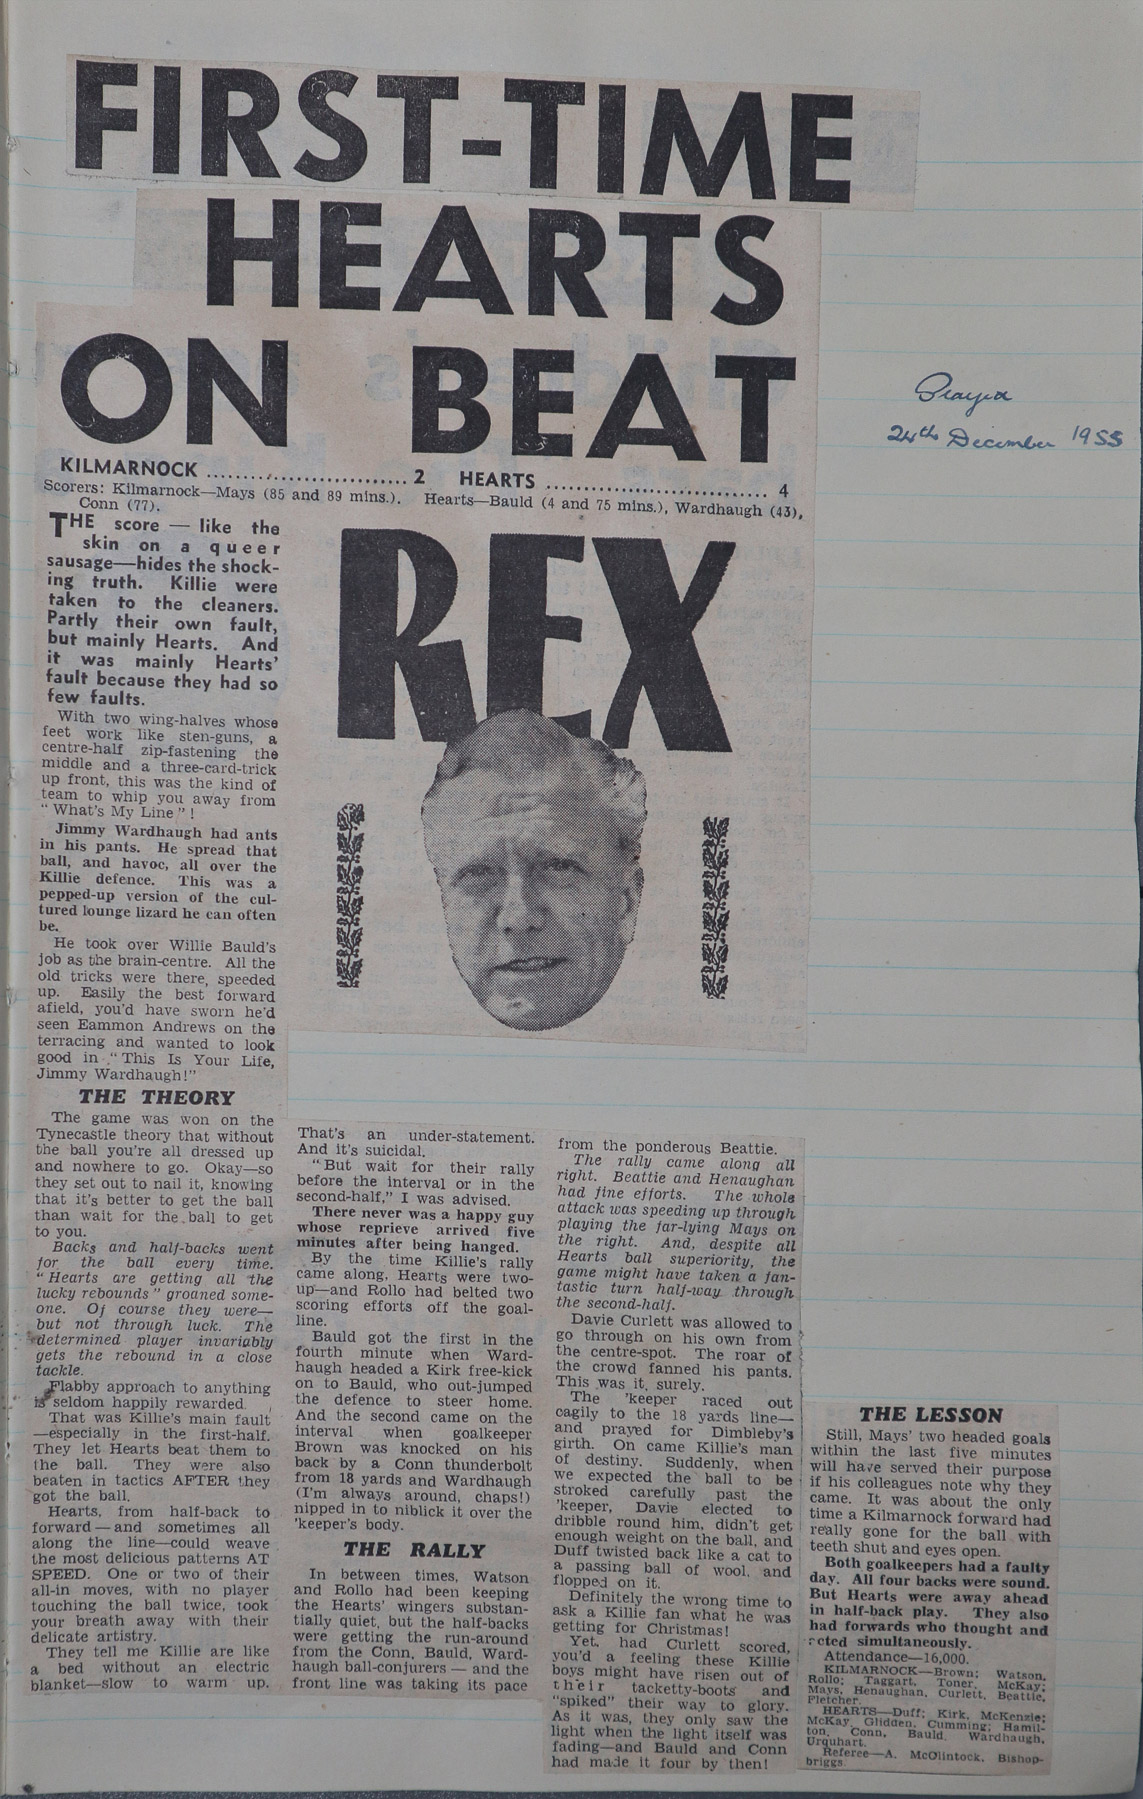 FIRST-TIME
HEARTS
ON BEAT
Played
24th December 1955
KILMARNOCK .............................. 2 HEARTS .............................. 4
Scorers: Kilmarnock—Mays (85 and 89 mins.). Hearts—Bauld (4 and 75 mins.), Wardhaugh (43),
Conn (77).
REX
THE score — like the
skin on a queer
sausage—hides the shock-
ing truth. Killie were
taken to the cleaners.
Partly their own fault,
but mainly Hearts. And
it was mainly Hearts'
fault because they had so
few faults.
With two wing-halves whose
feet work like sten-guns, a
centre-half zip-fastening the
middle and a three-card-trick
up front, this was the kind of
team to whip you away from
"What's My Line"!
Jimmy Wardhaugh had ants
in his pants. He spread that
ball, and havoc, all over the
Killie defence. This was a
pepped-up version of the cul-
tured lounge lizard he can often
be.
He took over Willie Bauld's
job as the brain-centre. All the
old tricks were there, speeded
up. Easily the best forward
afield, you'd have sworn he'd
seen Eammon Andrews on the
terracing and wanted to look
good in "This Is Your Life,
Jimmy Wardhaugh!"
THE THEORY
The game was won on the
Tynecastle theory that without
the ball you're all dressed up
and nowhere to go. Okay—so
they set out to nail it, knowing
that it's better to get the ball
than wait for the ball to get
to you.
Backs and half-backs went
for the ball every time.
"Hearts are getting all the
lucky rebounds" groaned some-
one. Of course they were—
but not through luck. The
determined player invariably
gets the rebound in a close
tackle.
Flabby approach to anything
is seldom happily rewarded.
That was Killie's main fault
—especially in the first-half.
They let Hearts beat them to
the ball. They were also
beaten in tactics AFTER they
got the ball.
Hearts, from half-back to
forward—and sometimes all
along the line—could weave
the most delicious patterns AT
SPEED. One or two of their
all-in moves, with no player
touching the ball twice, took
your breath away with their
delicate artistry.
They tell me Killie are like
a bed without an electric
blanket—slow to warm up.
That's an under-statement.
And it's suicidal.
"But wait for their rally
before the interval or in the
second-half," I was advised.
There never was a happy guy
whose reprieve arrived five
minutes after being hanged.
By the time Killie's rally
came along, Hearts were two-
up—and Rollo had belted two
scoring efforts off the goal-
line.
Bauld got the first in the
fourth minute when Ward-
haugh headed a Kirk free-kick
on to Bauld, who out-jumped
the defence to steer home.
And the second came on the
interval when goalkeeper
Brown was knocked on his
back by a Conn thunderbolt
from 18 yards and Wardhaugh
(I'm always around, chaps!)
nipped in to niblick it over the
'keeper's body.
THE RALLY
In between times, Watson
and Rollo had been keeping
the Hearts' wingers substan-
tially quiet, but the half-backs
were getting the run-around
from the Conn, Bauld, Ward-
haugh ball-conjurers — and the
front line was taking its pace
from the ponderous Beattie.
The rally came along all
right. Beattie and Henaughan
had fine efforts. The whole
attack was speeding up through
playing the far-lying Mays on
the right. And, despite all
Hearts ball superiority, the
game might have taken a fan-
tastic turn half-way through
the second-half.
Davie Curlett was allowed to
go through on his own from
the centre-spot. The roar of
the crowd fanned his pants.
This was it, surely.
The 'keeper raced out
cagily to the 18 yards line—
and prayed for Dimbleby's
girth. On came Killie's man
of destiny. Suddenly, when
we expected the ball to be
stroked carefully past the
'keeper, Davie elected to
dribble round him, didn't get
enough weight on the ball, and
Duff twisted back like a cat to
a passing ball of wool, and
flopped on it.
Definitely the wrong time to
ask a Killie fan what he was
getting for Christmas!
Yet, had Curlett scored,
you'd a feeling these Killie
boys might have risen out of
their tacketty-boots and
"spiked" their way to glory.
As it was, they only saw the
light when the light itself was
fading—and Bauld and Conn
had made it four by then!
THE LESSON
Still, Mays' two headed goals
within the last five minutes
will have served their purpose
if his colleagues note why they
came. It was about the only
time a Kilmarnock forward had
really gone for the ball with
teeth shut and eyes open.
Both goalkeepers had a faulty
day. All four backs were sound.
But Hearts were away ahead
in half-back play. They also
had forwards who thought and
acted simultaneously.
Attendance—16,000.
KILMARNOCK—Brown; Watson,
Rollo; Taggart, Toner, McKay;
Mays, Henaughan, Curlett, Beattie,
Fletcher.
HEARTS—Duff; Kirk, McKenzie;
McKay, Glidden, Cumming; Hamil-
ton, Conn, Bauld, Wardhaugh,
Urquhart.
Referee—A. McClintock, Bishop-
briggs.